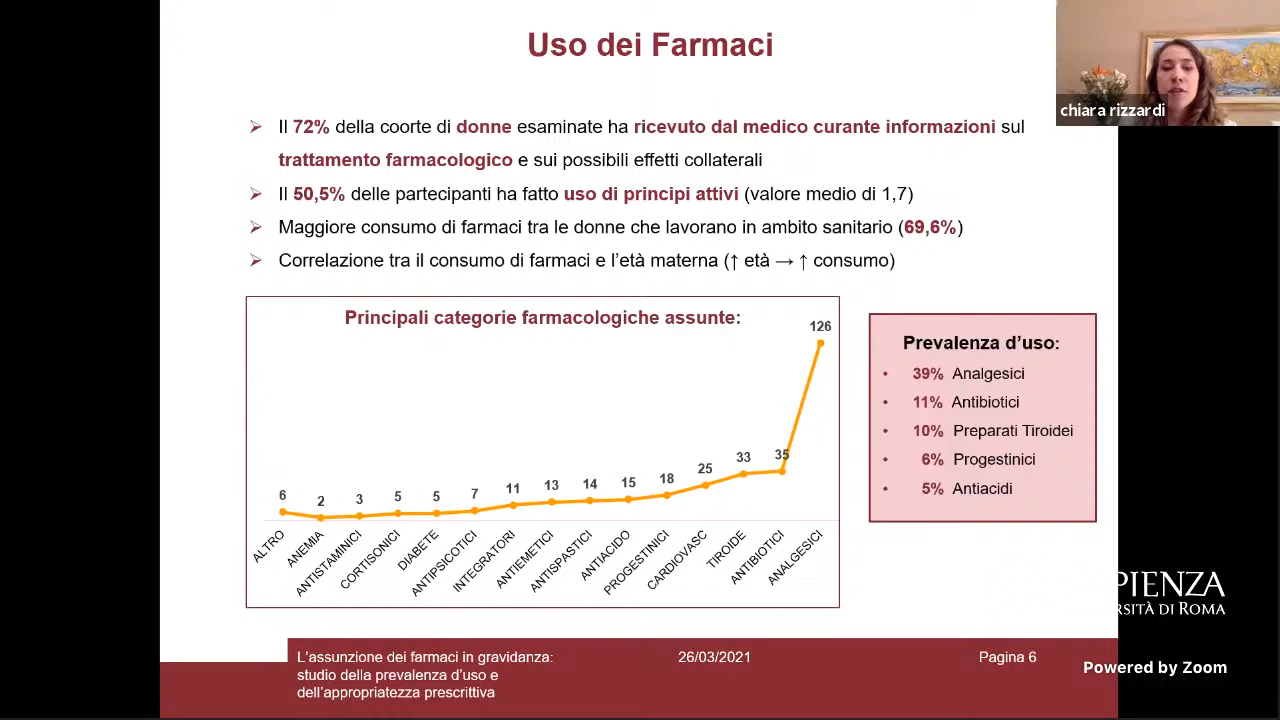 Uso dei Farmaci
chiara rizzardi
Il 72% della coorte di donne esaminate ha ricevuto dal medico curante informazioni sul
trattamento farmacologico e sui possibili effetti collaterali
Il 50,5% delle partecipanti ha fatto uso di principi attivi (valore medio di 1,7)
Maggiore consumo di farmaci tra le donne che lavorano in ambito sanitario (69,6%)
Correlazione tra il consumo di farmaci e l'età materna (↑ età → ↑ consumo)
Principali categorie farmacologiche assunte:
6
2
3
5
5
7
11
13
14
15
18
25
33
35
126
ALTRO
ANEMIA
ANTISTAMINICI
CORTISONICI
DIABETE
ANTIPSICOTICI
INTEGRATORI
ANTIEMETICI
ANTISPASTICI
ANTIACIDO
PROGESTINICI
CARDIOVASC
TIROIDE
ANTIBIOTICI
ANALGESICI
Prevalenza d'uso:
• 39% Analgesici
• 11% Antibiotici
• 10% Preparati Tiroidei
• 6% Progestinici
• 5% Antiacidi
PIENZA
RSITÀ DI ROMA
L'assunzione dei farmaci in gravidanza:
studio della prevalenza d'uso e
dell'appropriatezza prescrittiva
26/03/2021
Pagina 6
Powered by Zoom